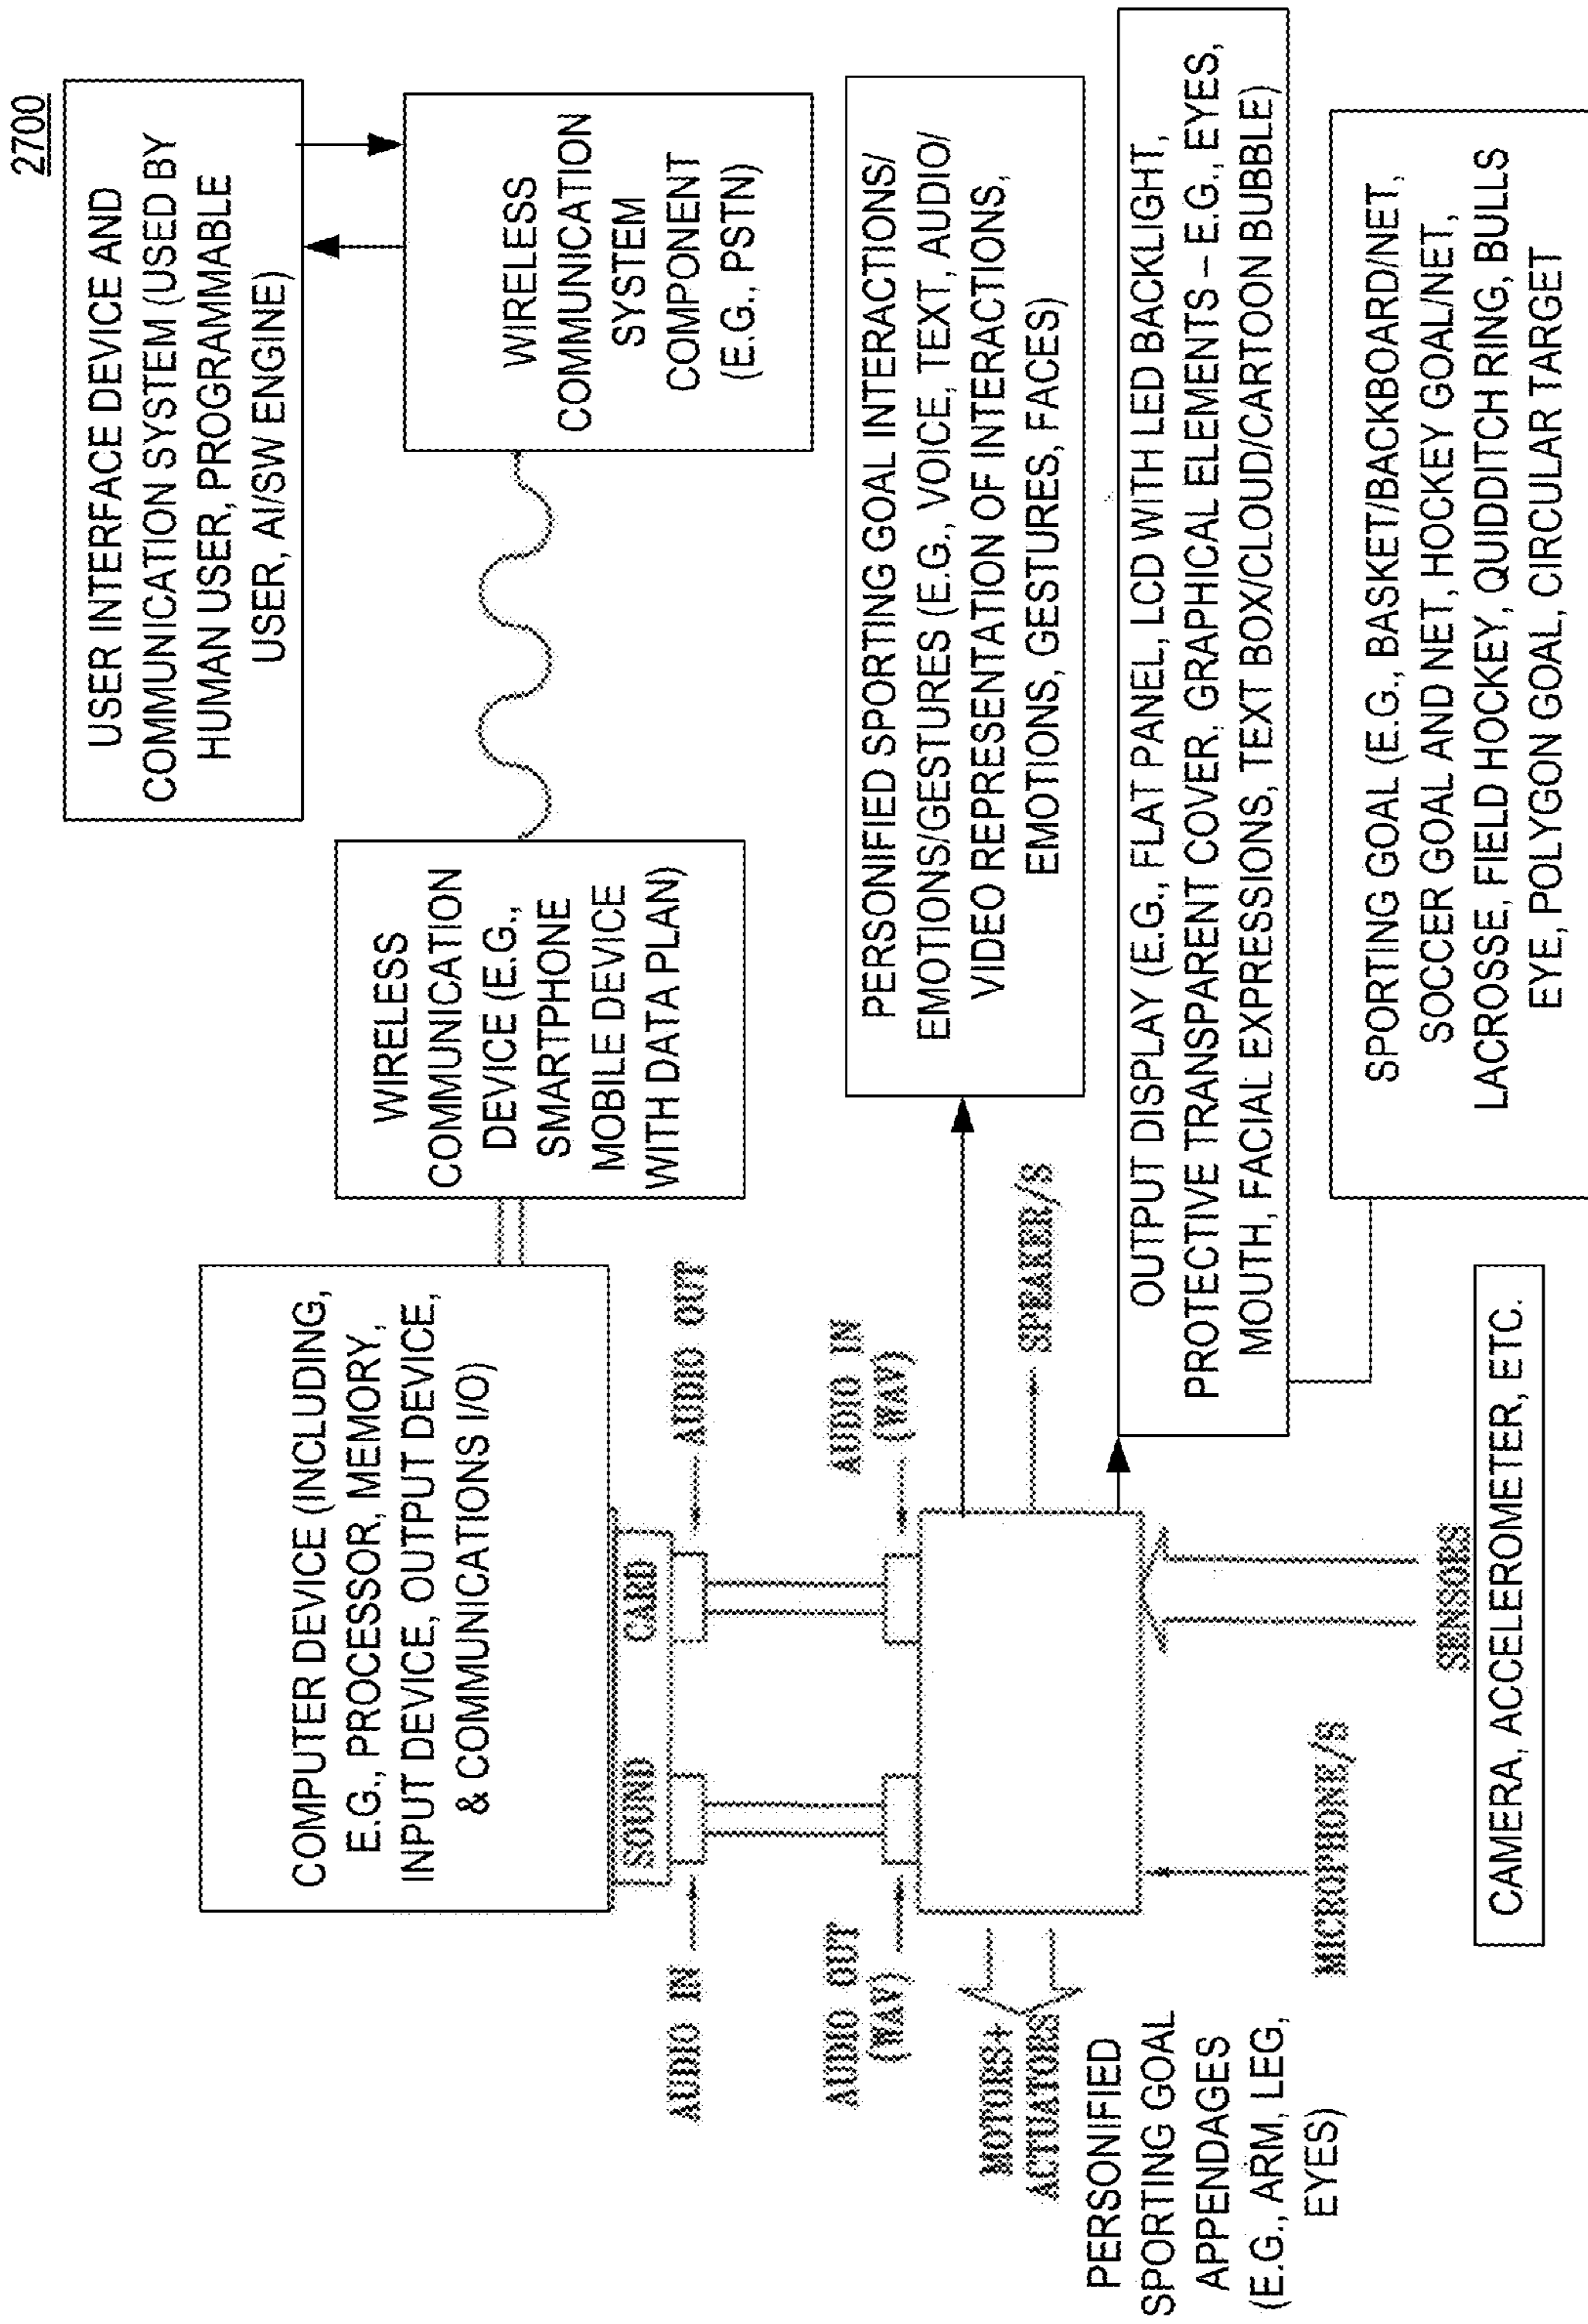 2700
USER INTERFACE DEVICE AND
COMMUNICATION SYSTEM (USED BY
HUMAN USER, PROGRAMMABLE
USER, AI/SW ENGINE)
COMPUTER DEVICE (INCLUDING,
E.G., PROCESSOR, MEMORY,
INPUT DEVICE, OUTPUT DEVICE,
& COMMUNICATIONS I/O)
WIRELESS
COMMUNICATION
DEVICE (E.G.,
SMARTPHONE
MOBILE DEVICE
WITH DATA PLAN)
WIRELESS
COMMUNICATION
SYSTEM
COMPONENT
(E.G., PSTN)
SOUND CARD
AUDIO IN
AUDIO OUT
AUDIO OUT
(WAV)
AUDIO IN
(WAV)
PERSONIFIED SPORTING GOAL INTERACTIONS/
EMOTIONS/GESTURES (E.G., VOICE, TEXT, AUDIO/
VIDEO REPRESENTATION OF INTERACTIONS,
EMOTIONS, GESTURES, FACES)
MOTORS+
ACTUATORS
SPEAKER/S
PERSONIFIED
SPORTING GOAL
APPENDAGES
(E.G., ARM, LEG,
EYES)
OUTPUT DISPLAY (E.G., FLAT PANEL, LCD WITH LED BACKLIGHT,
PROTECTIVE TRANSPARENT COVER, GRAPHICAL ELEMENTS – E.G., EYES,
MOUTH, FACIAL EXPRESSIONS, TEXT BOX/CLOUD/CARTOON BUBBLE)
MICROPHONE/S
SENSORS
CAMERA, ACCELEROMETER, ETC.
SPORTING GOAL (E.G., BASKET/BACKBOARD/NET,
SOCCER GOAL AND NET, HOCKEY GOAL/NET,
LACROSSE, FIELD HOCKEY, QUIDDITCH RING, BULLS
EYE, POLYGON GOAL, CIRCULAR TARGET